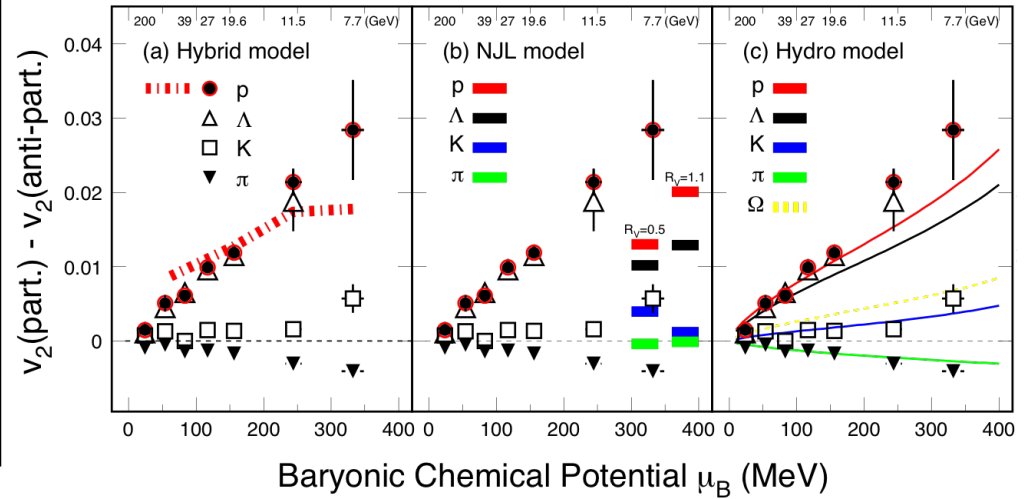 v2(part.) - v2(anti-part.)
200 39 27 19.6 11.5 7.7 (GeV)
(a) Hybrid model
p
Λ
K
π
0.04
0.03
0.02
0.01
0
0 100 200 300 400
39 27 19.6 11.5 7.7 (GeV)
200
(b) NJL model
p
Λ
K
π
R_V=1.1
R_V=0.5
0 100 200 300 400
200 39 27 19.6 11.5 7.7 (GeV)
(c) Hydro model
p
Λ
K
π
Ω
0 100 200 300 400
Baryonic Chemical Potential μ_B (MeV)